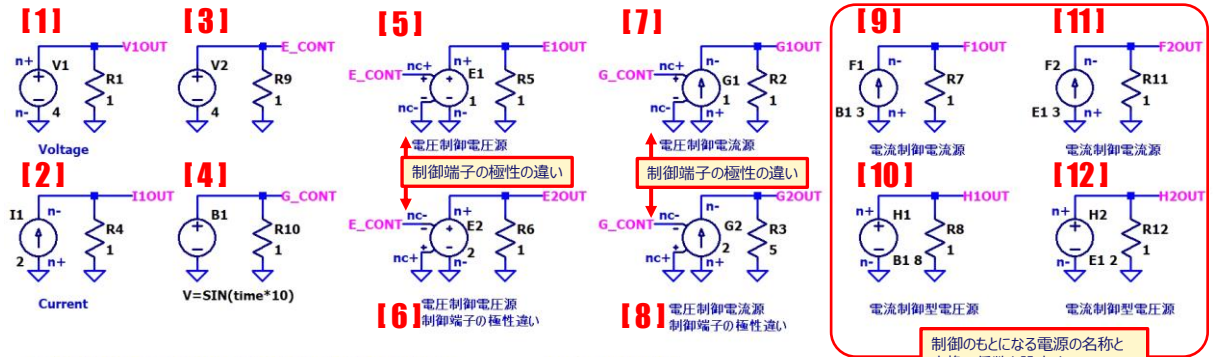 [1]
n+
V1
V1OUT
R1
1
n-
4
Voltage
[3]
V2
E_CONT
R9
1
4
[5]
nc+
n+
E1OUT
E_CONT
E1
R5
1
nc-
n-
1
電圧制御電圧源
[7]
nc+
n-
G1OUT
G_CONT
G1
R2
1
nc-
n+
1
電圧制御電流源
[9]
F1
n-
F1OUT
R7
1
B1 3
n+
電流制御電流源
[11]
F2
n-
F2OUT
R11
1
E1 3
n+
電流制御電流源
制御端子の極性の違い
制御端子の極性の違い
[2]
I1
n-
I1OUT
R4
1
2
n+
Current
[4]
B1
G_CONT
R10
1
V=SIN(time*10)
E_CONT
nc-
n+
E2OUT
E2
R6
1
nc+
n-
2
[6]
電圧制御電圧源
制御端子の極性違い
G_CONT
nc-
n-
G2OUT
G2
R3
5
nc+
n+
2
[8]
電圧制御電流源
制御端子の極性違い
[10]
n+
H1
H1OUT
R8
1
n-
B1 8
電流制御型電圧源
[12]
n+
H2
H2OUT
R12
1
n-
E1 2
電流制御型電圧源
制御のもとになる電源の名称と